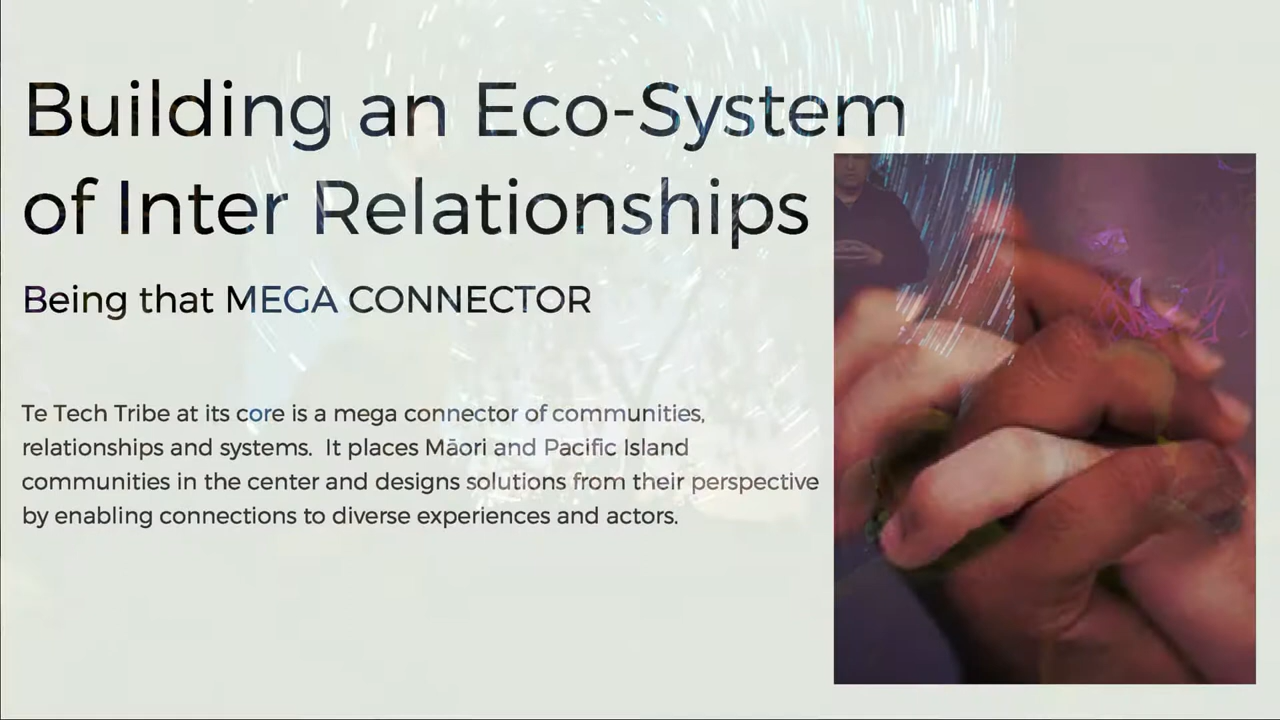 Building an Eco-System
of Inter Relationships
Being that MEGA CONNECTOR
Te Tech Tribe at its core is a mega connector of communities,
relationships and systems.  It places Māori and Pacific Island
communities in the center and designs solutions from their perspective
by enabling connections to diverse experiences and actors.